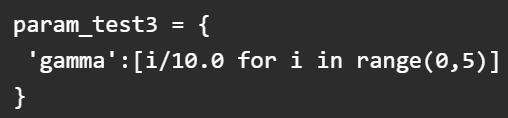 param_test3 = {
 'gamma':[i/10.0 for i in range(0,5)]
}